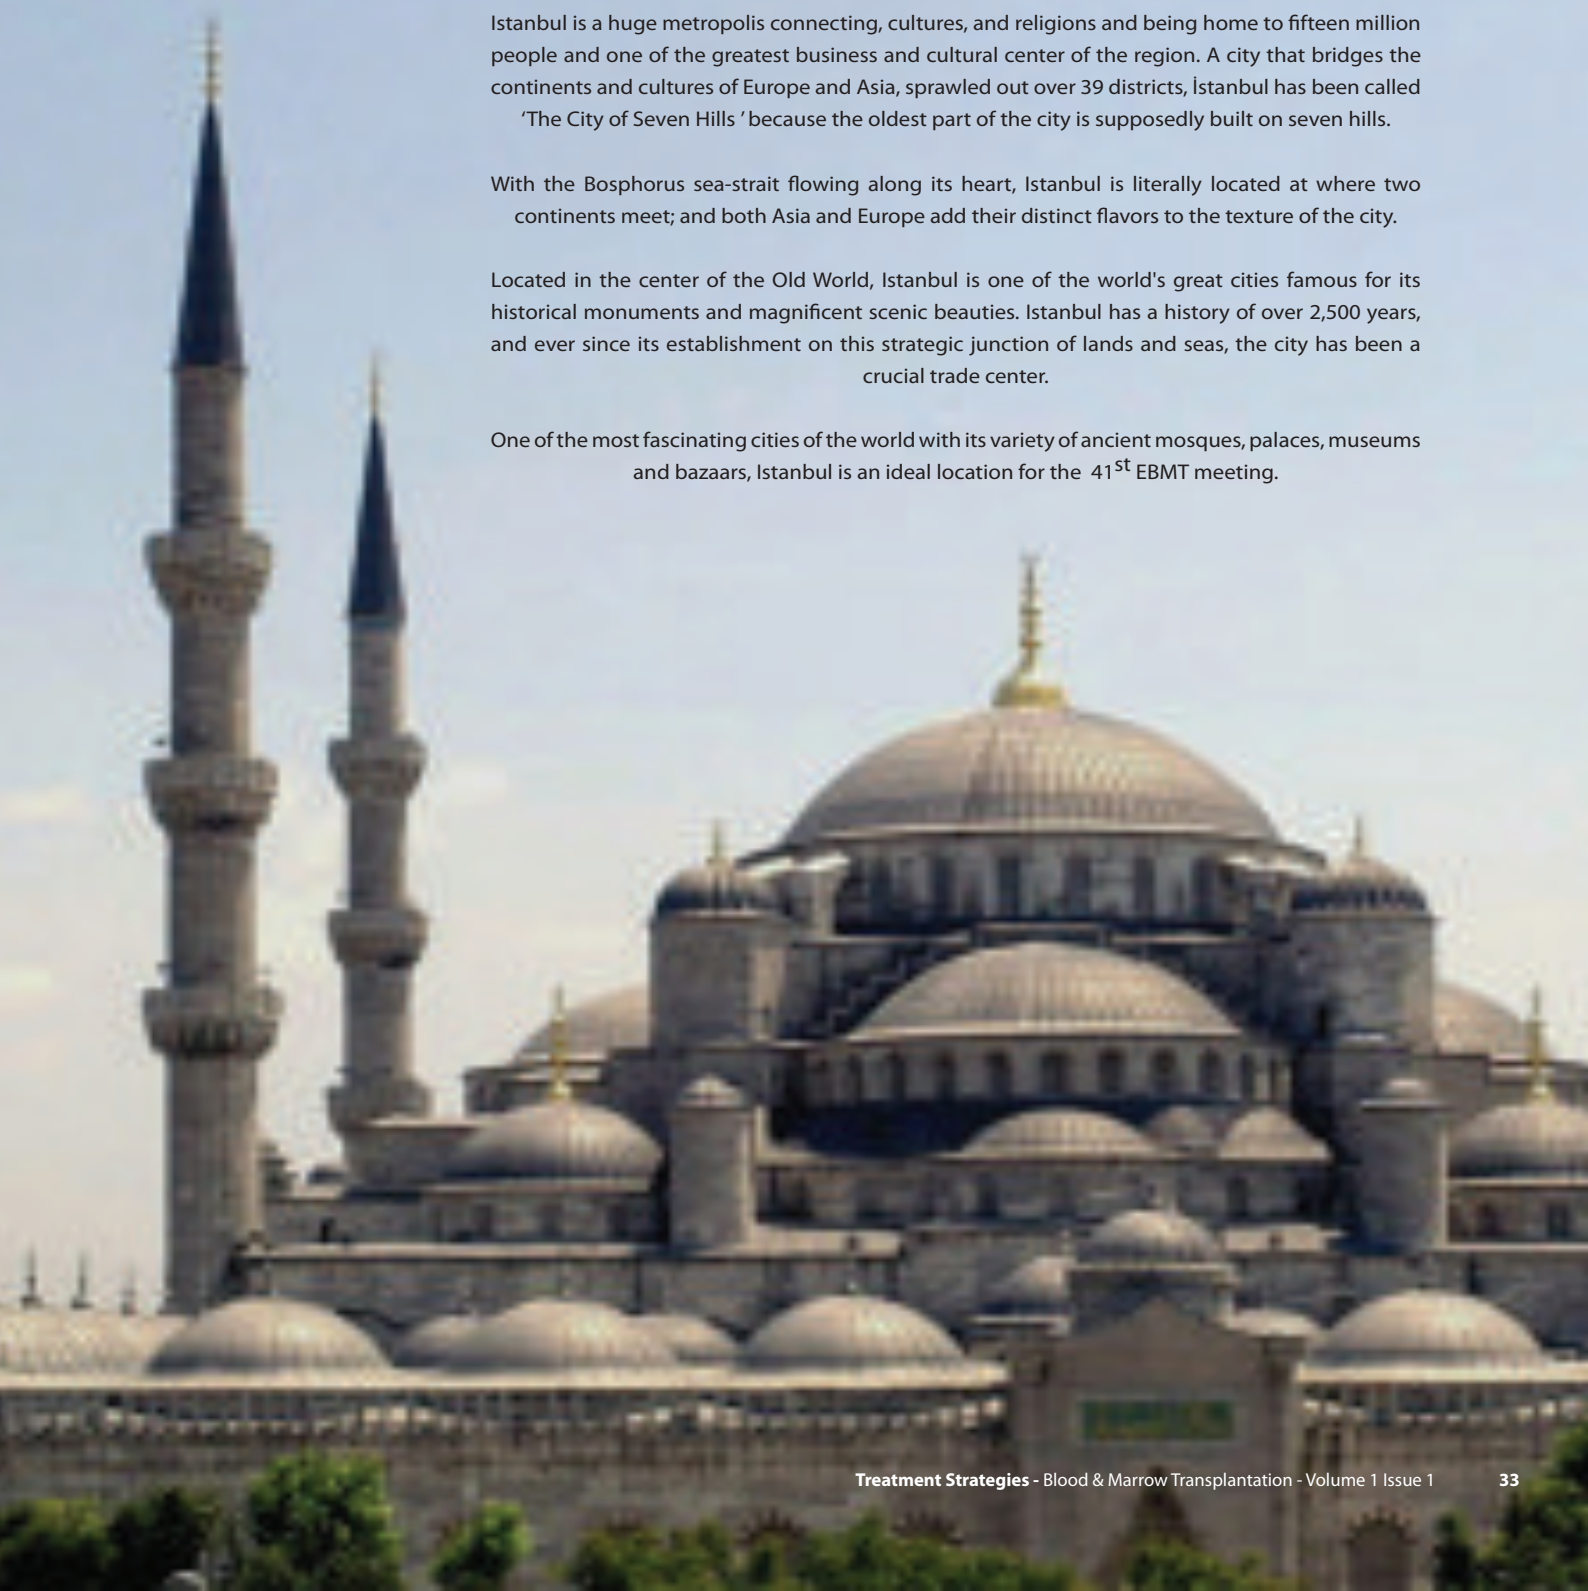 Istanbul is a huge metropolis connecting, cultures, and religions and being home to fifteen million
people and one of the greatest business and cultural center of the region. A city that bridges the
continents and cultures of Europe and Asia, sprawled out over 39 districts, İstanbul has been called
‘The City of Seven Hills ’ because the oldest part of the city is supposedly built on seven hills.
With the Bosphorus sea-strait flowing along its heart, Istanbul is literally located at where two
continents meet; and both Asia and Europe add their distinct flavors to the texture of the city.
Located in the center of the Old World, Istanbul is one of the world's great cities famous for its
historical monuments and magnificent scenic beauties. Istanbul has a history of over 2,500 years,
and ever since its establishment on this strategic junction of lands and seas, the city has been a
crucial trade center.
One of the most fascinating cities of the world with its variety of ancient mosques, palaces, museums
and bazaars, Istanbul is an ideal location for the 41st EBMT meeting.
Treatment Strategies - Blood & Marrow Transplantation - Volume 1 Issue 1 33